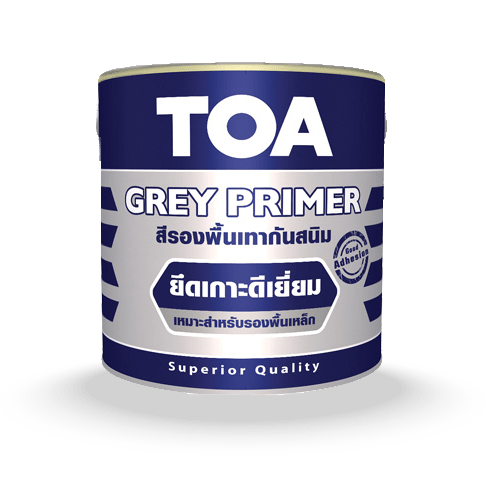 TOA
GREY PRIMER
สีรองพื้นเทากันสนิม
Good
Adhesion
ยึดเกาะดีเยี่ยม
เหมาะสำหรับรองพื้นเหล็ก
Superior Quality